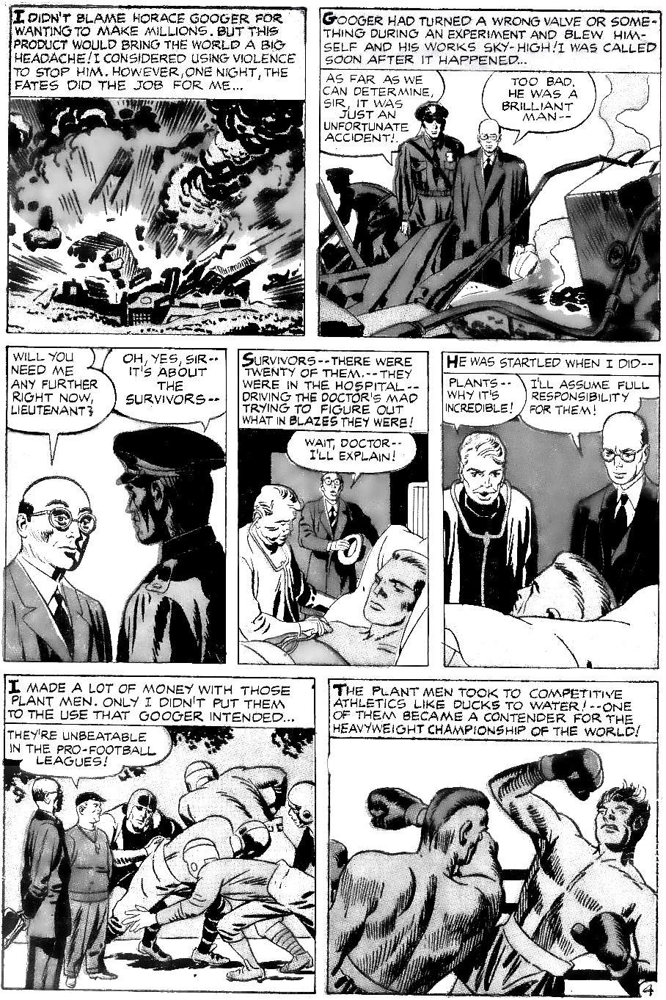 I DIDN'T BLAME HORACE GOOGER FOR
WANTING TO MAKE MILLIONS. BUT THIS
PRODUCT WOULD BRING THE WORLD A BIG
HEADACHE! I CONSIDERED USING VIOLENCE
TO STOP HIM. HOWEVER, ONE NIGHT, THE
FATES DID THE JOB FOR ME...
GOOGER HAD TURNED A WRONG VALVE OR SOME-
THING DURING AN EXPERIMENT AND BLEW HIM-
SELF AND HIS WORKS SKY-HIGH! I WAS CALLED
SOON AFTER IT HAPPENED...
AS FAR AS WE
CAN DETERMINE,
SIR, IT WAS
JUST AN
UNFORTUNATE
ACCIDENT!
TOO BAD.
HE WAS A
BRILLIANT
MAN--
WILL YOU
NEED ME
ANY FURTHER
RIGHT NOW,
LIEUTENANT?
OH, YES, SIR--
IT'S ABOUT
THE
SURVIVORS--
SURVIVORS--THERE WERE
TWENTY OF THEM.--THEY
WERE IN THE HOSPITAL--
DRIVING THE DOCTOR'S MAD
TRYING TO FIGURE OUT
WHAT IN BLAZES THEY WERE!
WAIT, DOCTOR--
I'LL EXPLAIN!
HE WAS STARTLED WHEN I DID--
PLANTS--
WHY IT'S
INCREDIBLE!
I'LL ASSUME FULL
RESPONSIBILITY
FOR THEM!
I MADE A LOT OF MONEY WITH THOSE
PLANT MEN. ONLY I DIDN'T PUT THEM
TO THE USE THAT GOOGER INTENDED...
THEY'RE UNBEATABLE
IN THE PRO-FOOTBALL
LEAGUES!
THE PLANT MEN TOOK TO COMPETITIVE
ATHLETICS LIKE DUCKS TO WATER!--ONE
OF THEM BECAME A CONTENDER FOR THE
HEAVYWEIGHT CHAMPIONSHIP OF THE WORLD!
4